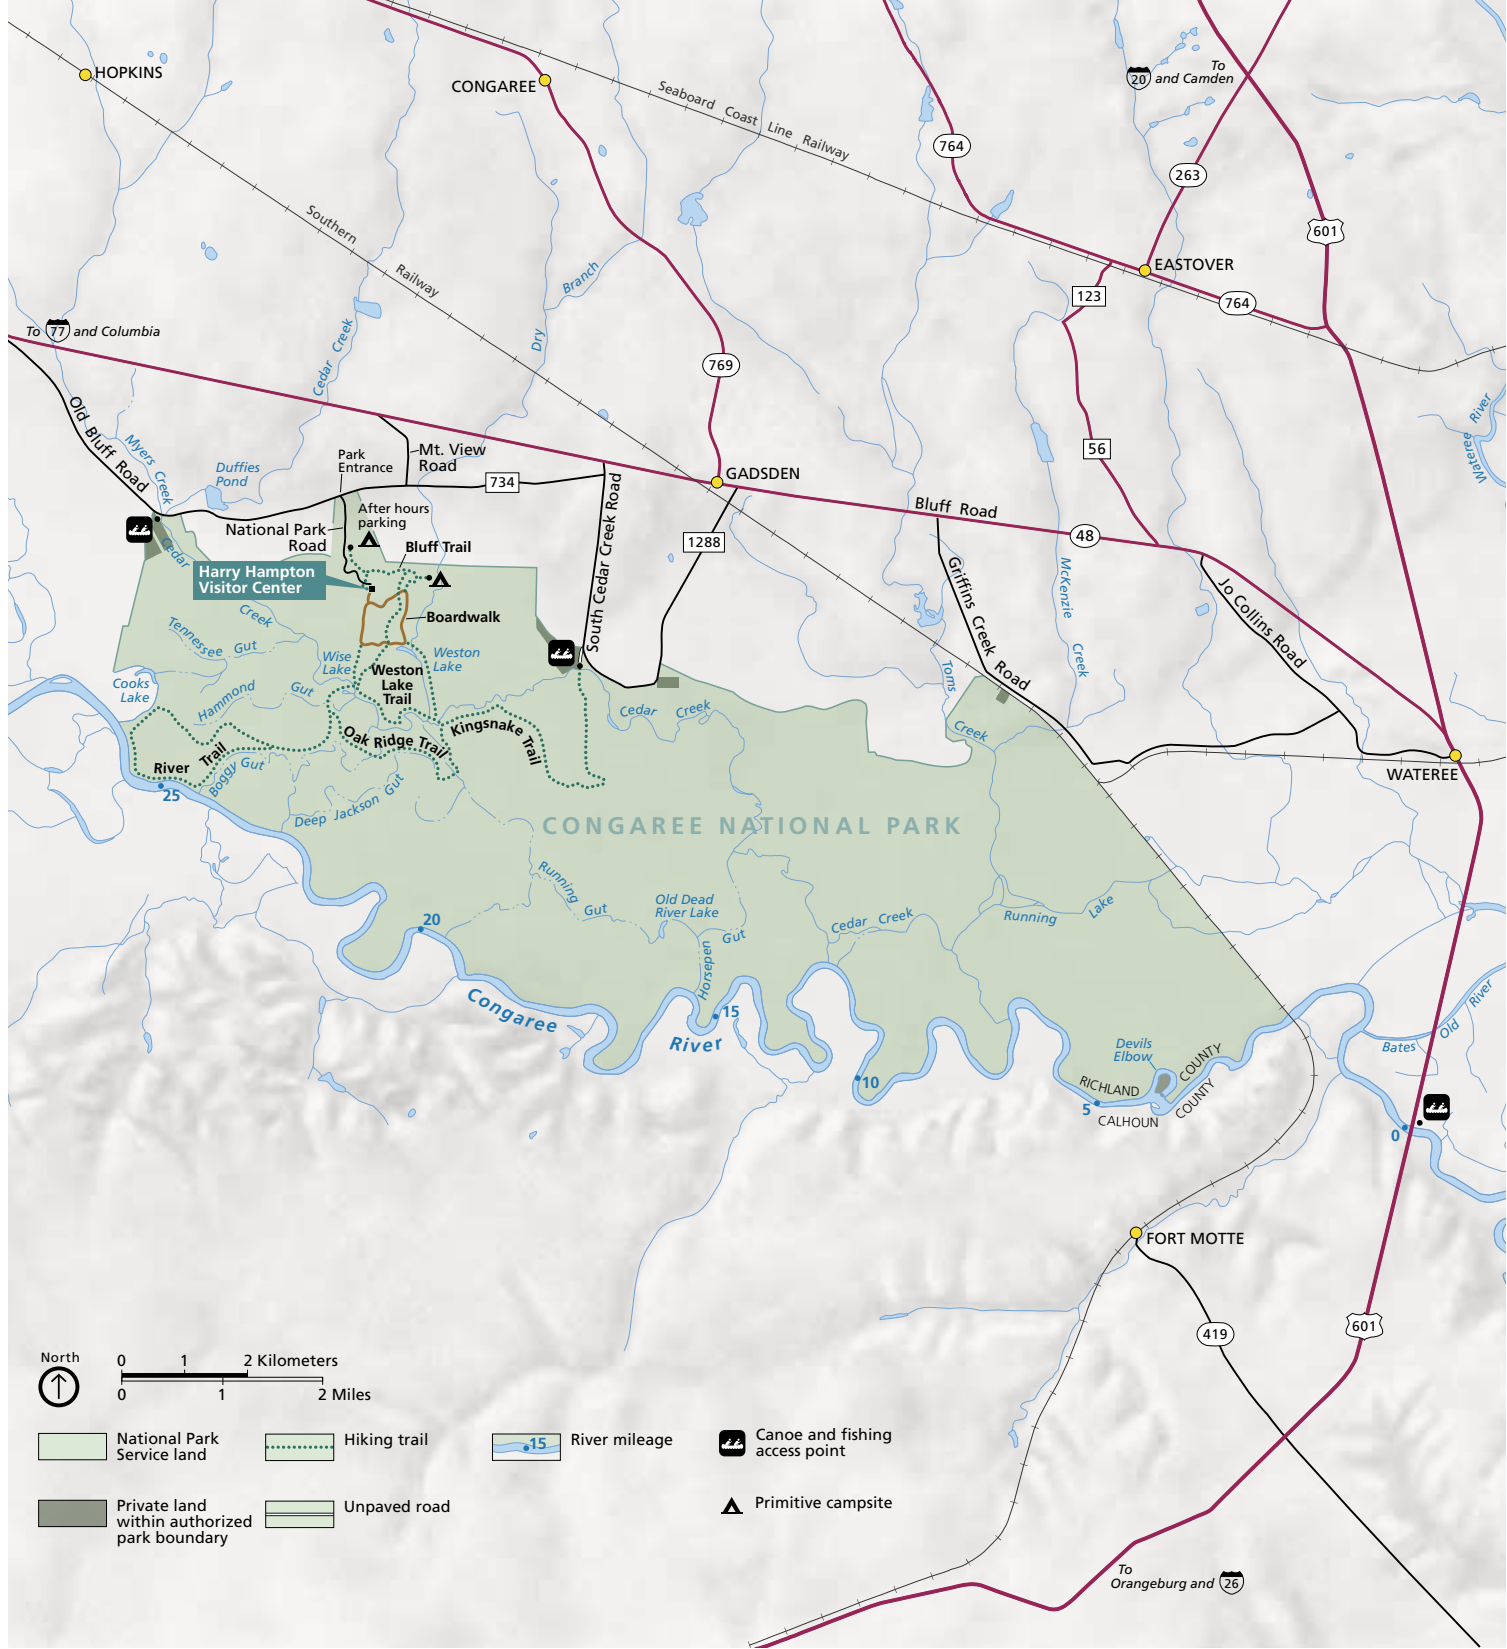 HOPKINS
CONGAREE
Seaboard Coast Line Railway
To
20 and Camden
764
263
601
Southern
Railway
Branch
EASTOVER
123
764
To 77 and Columbia
Cedar Creek
Dry
769
Old Bluff Road
Myers Creek
Duffies
Pond
Park
Entrance
Mt. View
Road
734
GADSDEN
56
Wateree River
After hours
parking
National Park
Road
Bluff Trail
Cedar
Creek
Harry Hampton
Visitor Center
South Cedar Creek Road
1288
Bluff Road
48
Griffins Creek Road
McKenzie
Creek
Jo Collins Road
Boardwalk
Tennessee Gut
Wise
Lake
Weston
Lake
Weston
Lake
Trail
Cooks
Lake
Hammond
Gut
Toms
Creek
Cedar Creek
Oak Ridge Trail
Kingsnake Trail
River Trail
Boggy Gut
25
Deep Jackson Gut
WATEREE
CONGAREE NATIONAL PARK
Running
Gut
Old Dead
River Lake
Horsepen
Gut
Cedar Creek
Running
Lake
20
Congaree
River
15
10
Devils
Elbow
RICHLAND
COUNTY
CALHOUN
COUNTY
5
Bates
Old
River
0
FORT MOTTE
419
601
To
Orangeburg and 26
North
0 1 2 Kilometers
0 1 2 Miles
National Park
Service land
Hiking trail
15
River mileage
Canoe and fishing
access point
Private land
within authorized
park boundary
Unpaved road
Primitive campsite